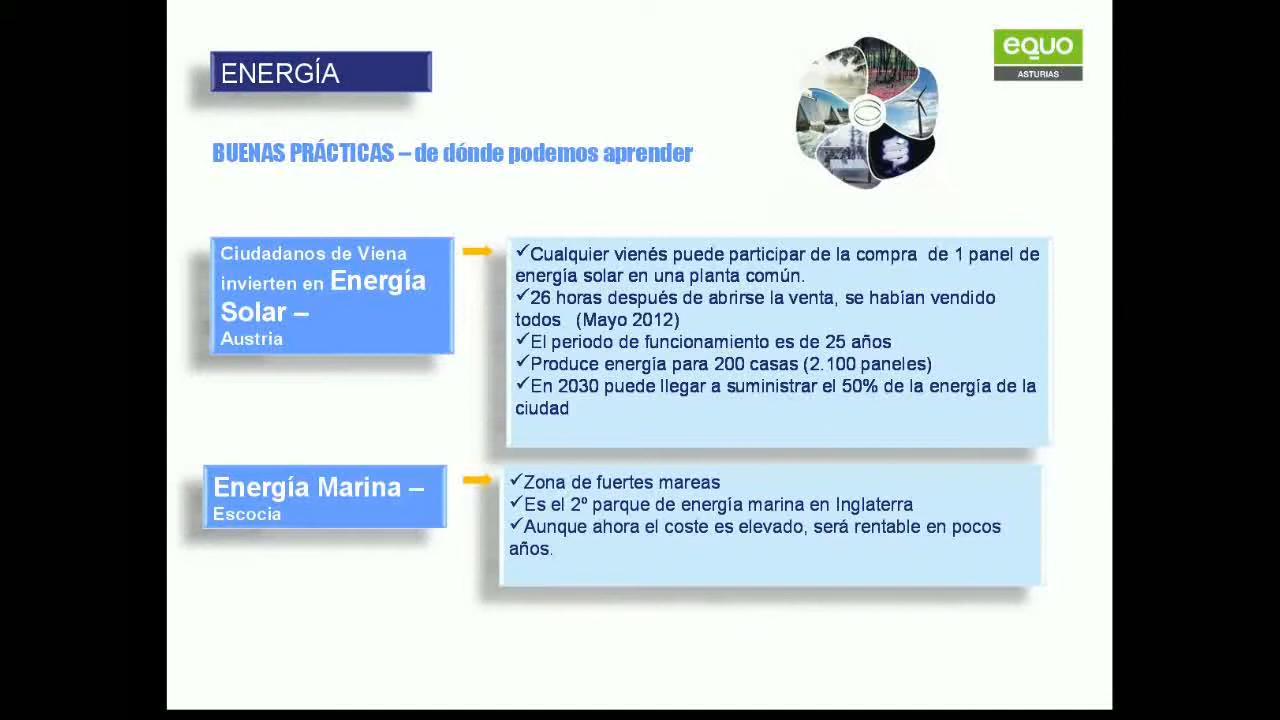 ENERGÍA
equo
ASTURIAS
BUENAS PRÁCTICAS – de dónde podemos aprender
Ciudadanos de Viena
invierten en Energía
Solar –
Austria
✓Cualquier vienés puede participar de la compra de 1 panel de
energía solar en una planta común.
✓26 horas después de abrirse la venta, se habían vendido
todos (Mayo 2012)
✓El periodo de funcionamiento es de 25 años
✓Produce energía para 200 casas (2.100 paneles)
✓En 2030 puede llegar a suministrar el 50% de la energía de la
ciudad
Energía Marina –
Escocia
✓Zona de fuertes mareas
✓Es el 2º parque de energía marina en Inglaterra
✓Aunque ahora el coste es elevado, será rentable en pocos
años.